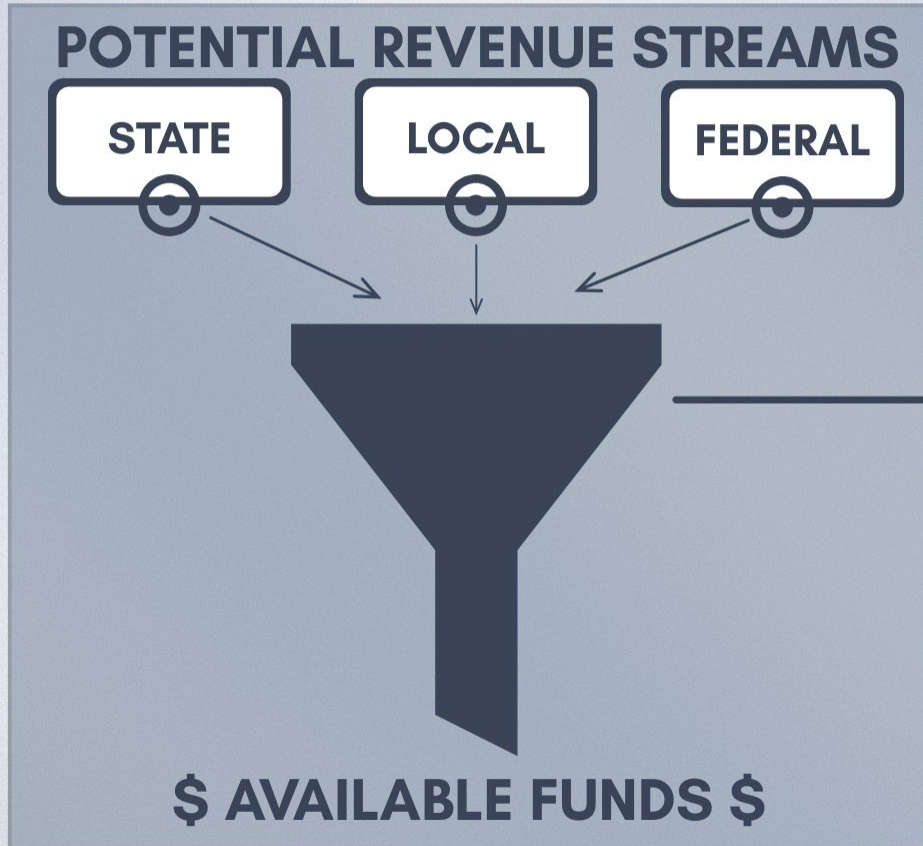 POTENTIAL REVENUE STREAMS
STATE LOCAL FEDERAL
$ AVAILABLE FUNDS $